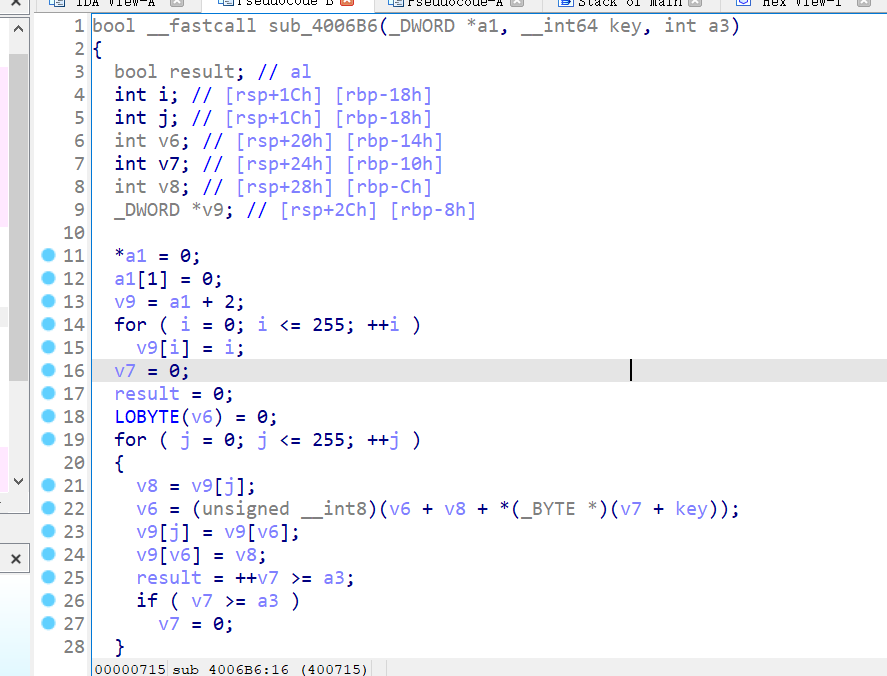 IDA View-A Pseudocode-B Pseudocode-A Stack of main Hex View-1
1 bool __fastcall sub_4006B6(_DWORD *a1, __int64 key, int a3)
2 {
3   bool result; // al
4   int i; // [rsp+1Ch] [rbp-18h]
5   int j; // [rsp+1Ch] [rbp-18h]
6   int v6; // [rsp+20h] [rbp-14h]
7   int v7; // [rsp+24h] [rbp-10h]
8   int v8; // [rsp+28h] [rbp-Ch]
9   _DWORD *v9; // [rsp+2Ch] [rbp-8h]
10
11   *a1 = 0;
12   a1[1] = 0;
13   v9 = a1 + 2;
14   for ( i = 0; i <= 255; ++i )
15     v9[i] = i;
16   v7 = 0;
17   result = 0;
18   LOBYTE(v6) = 0;
19   for ( j = 0; j <= 255; ++j )
20   {
21     v8 = v9[j];
22     v6 = (unsigned __int8)(v6 + v8 + *(_BYTE *)(v7 + key));
23     v9[j] = v9[v6];
24     v9[v6] = v8;
25     result = ++v7 >= a3;
26     if ( v7 >= a3 )
27       v7 = 0;
28   }
00000715 sub_4006B6:16 (400715)